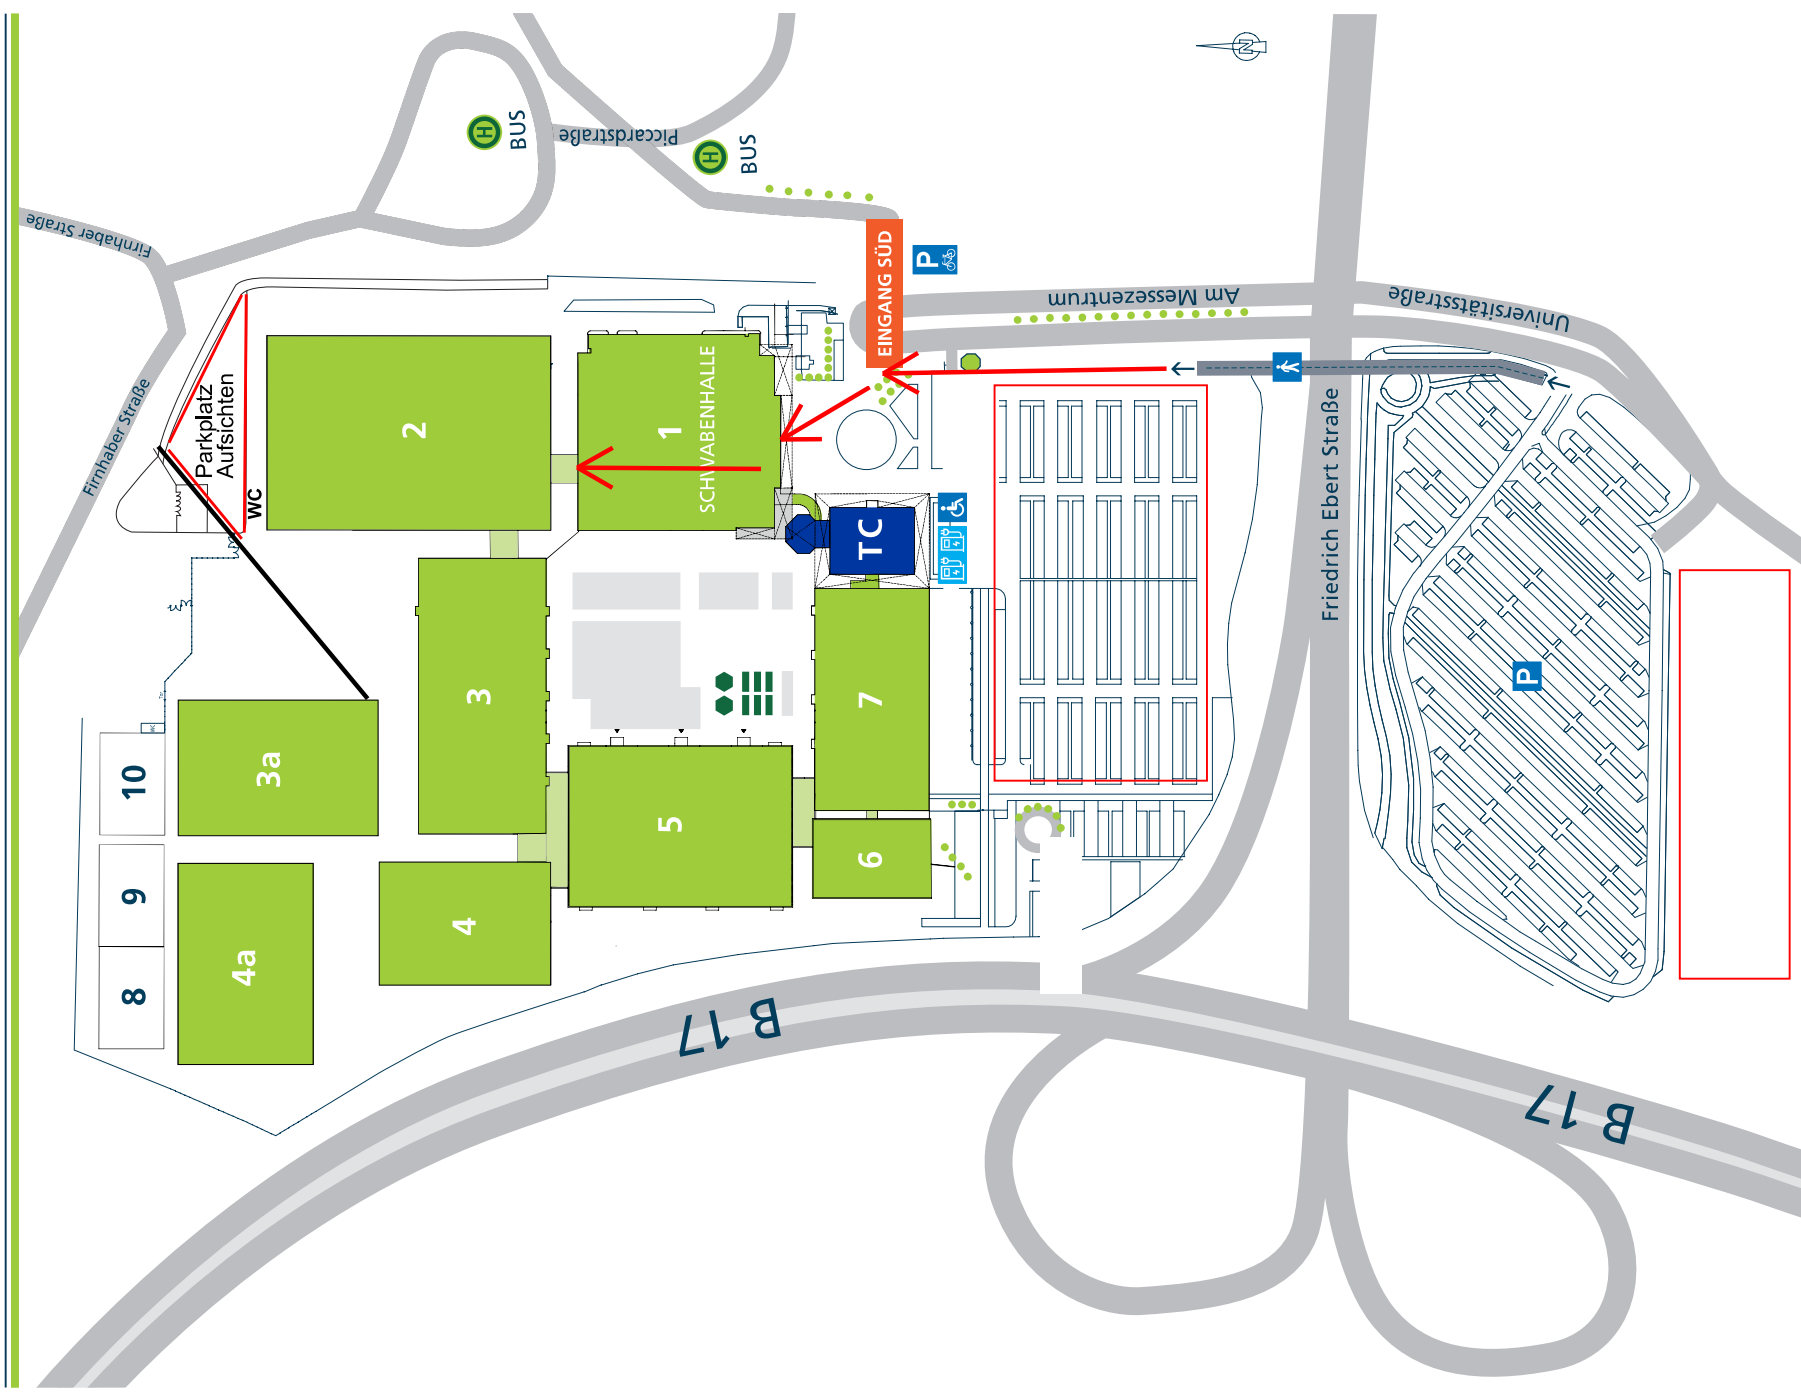 N
H
BUS
Piccardstraße
H
BUS
Firnhaber Straße
EINGANG SÜD
P
Am Messezentrum
Universitätsstraße
Firnhaber Straße
Parkplatz
Aufsichten
WC
2
1
SCHWABENHALLE
TC
Friedrich Ebert Straße
3
7
P
3a
10
5
6
9
4
4a
8
B 17
B 17